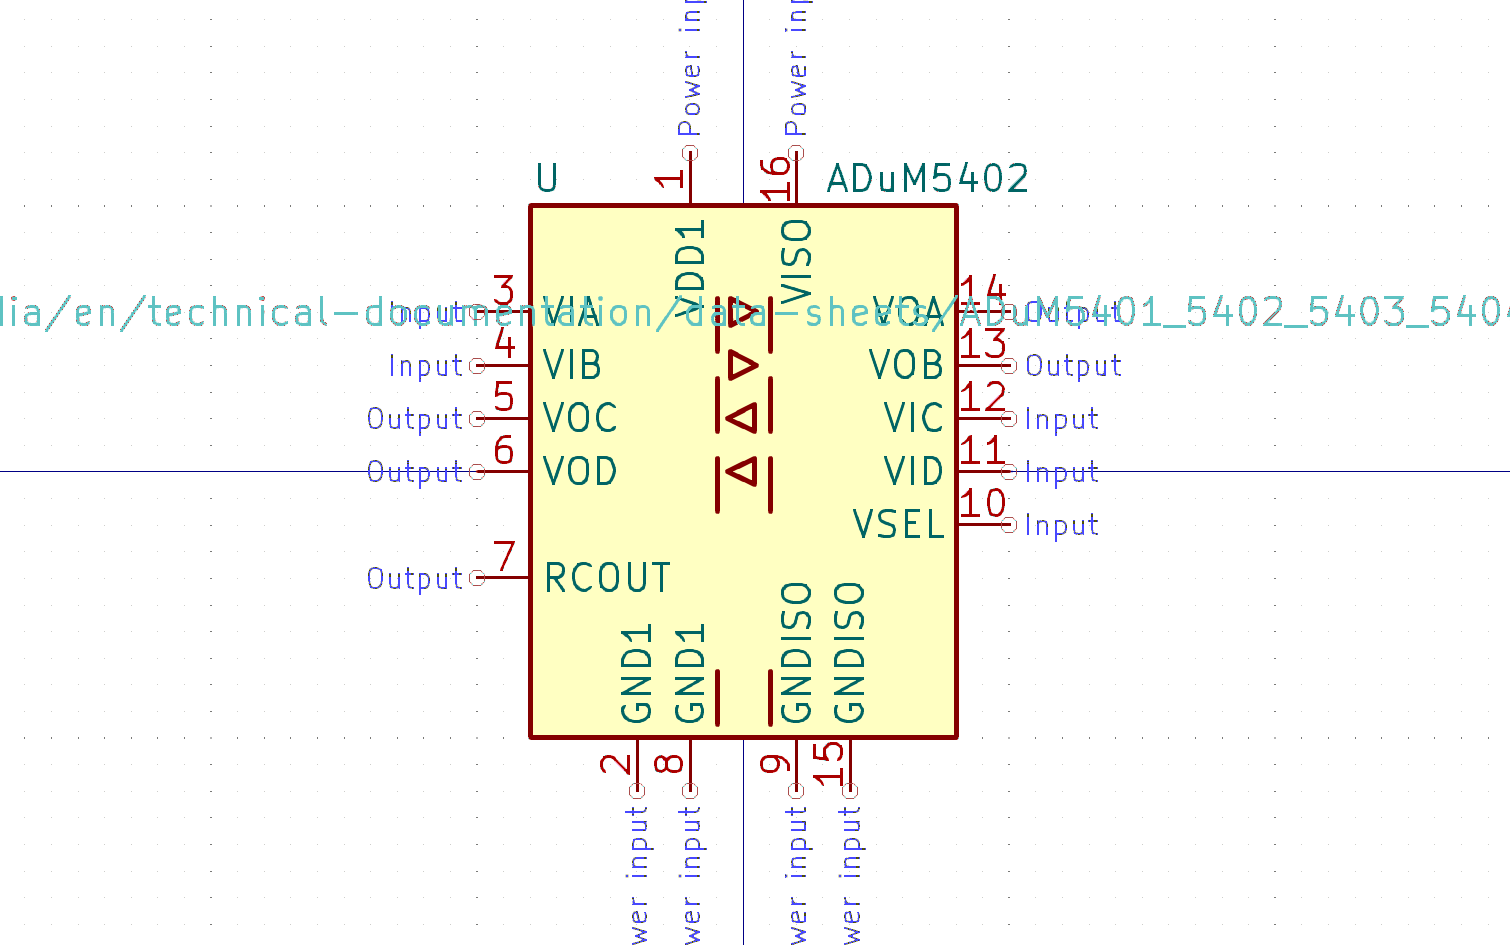 Power inp
Power inp
U
1
16
ADuM5402
VDD1
VISO
lia/en/technical-documentation/data-sheets/ADuM5401_5402_5403_5404
Input
3
VIA
VOA
14
Output
Input
4
VIB
VOB
13
Output
Output
5
VOC
VIC
12
Input
Output
6
VOD
VID
11
Input
VSEL
10
Input
Output
7
RCOUT
GND1
GND1
GNDISO
GNDISO
2
8
9
15
wer input
wer input
wer input
wer input